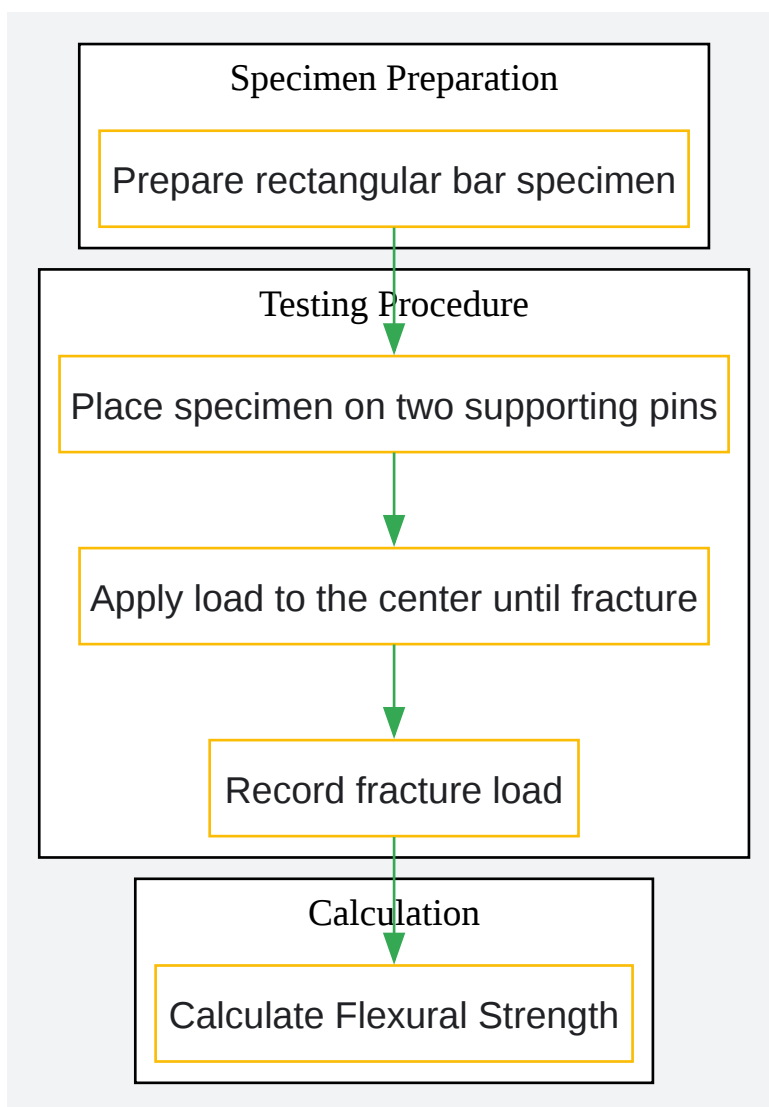 Specimen Preparation
Prepare rectangular bar specimen
Testing Procedure
Place specimen on two supporting pins
Apply load to the center until fracture
Record fracture load
Calculation
Calculate Flexural Strength